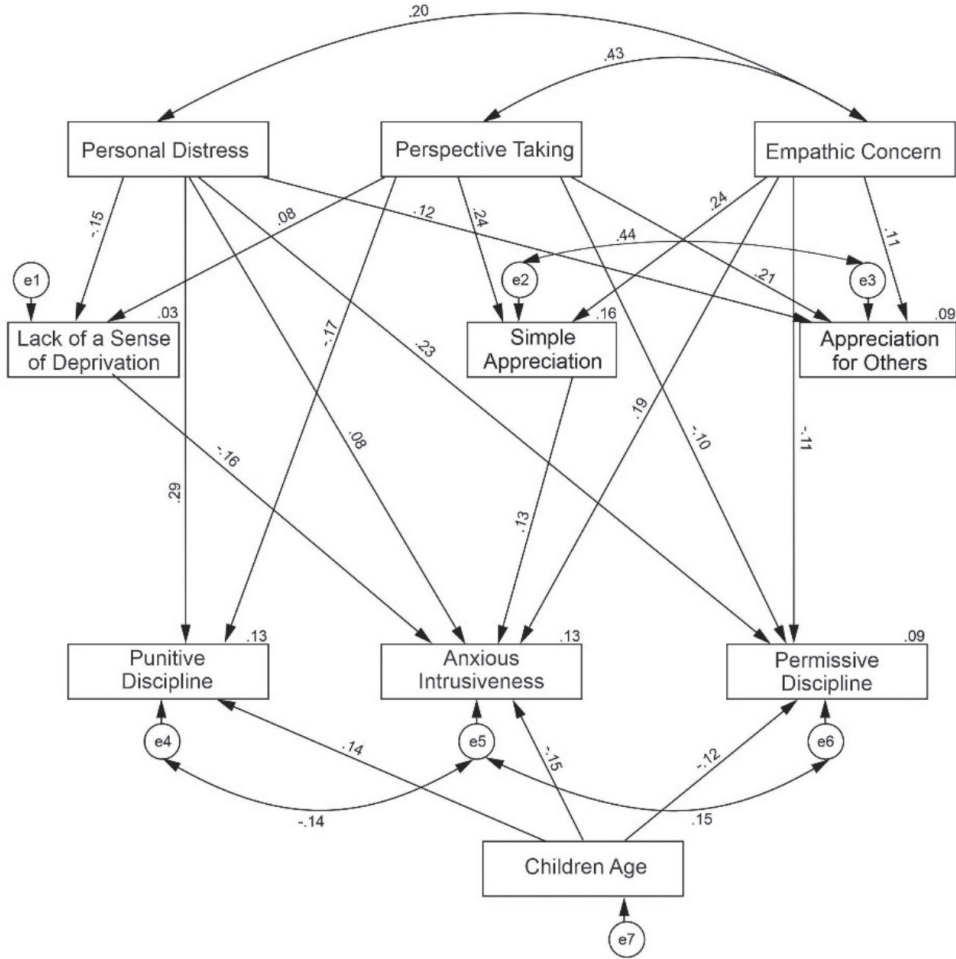 .20
.43
Personal Distress
Perspective Taking
Empathic Concern
-.15
.08
.12
.24
.24
.11
.44
.21
e1
e2
e3
.03
.16
.09
Lack of a Sense
of Deprivation
Simple
Appreciation
Appreciation
for Others
-.17
.23
.19
-.10
-.11
-.16
.08
.29
.13
.13
.13
.09
Punitive
Discipline
Anxious
Intrusiveness
Permissive
Discipline
e4
e5
e6
.14
-.15
-.12
-.14
.15
Children Age
e7